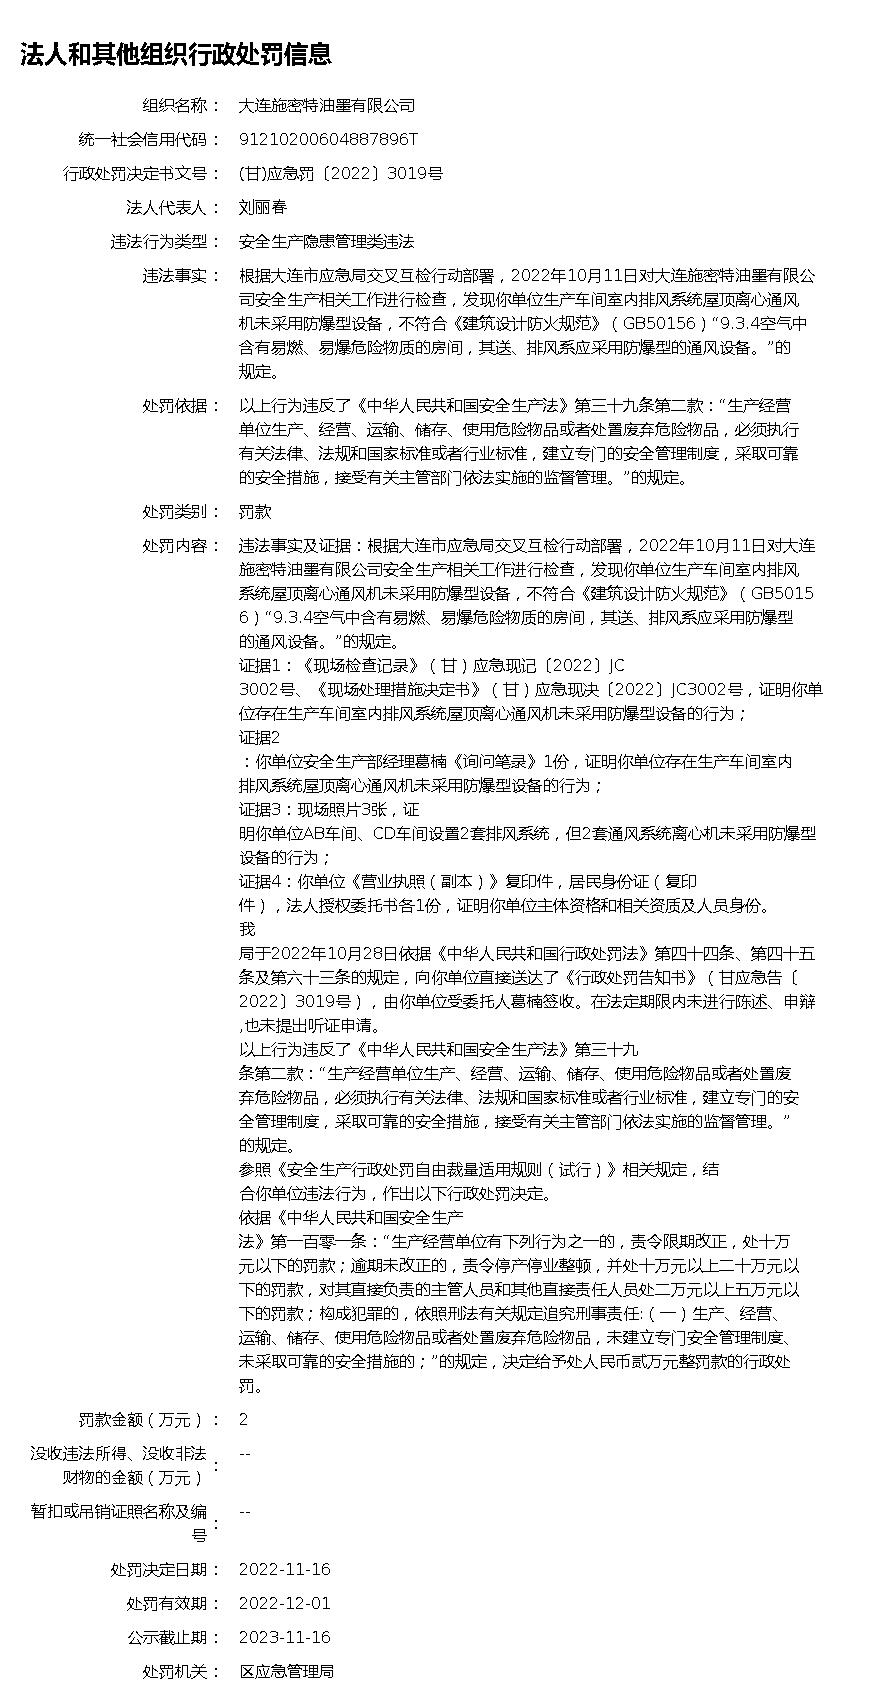 法人和其他组织行政处罚信息
组织名称： 大连施密特油墨有限公司
统一社会信用代码： 91210200604887896T
行政处罚决定书文号： (甘)应急罚〔2022〕3019号
法人代表人： 刘丽春
违法行为类型： 安全生产隐患管理类违法
违法事实： 根据大连市应急局交叉互检行动部署，2022年10月11日对大连施密特油墨有限公
司安全生产相关工作进行检查，发现你单位生产车间室内排风系统屋顶离心通风
机未采用防爆型设备，不符合《建筑设计防火规范》（GB50156）“9.3.4空气中
含有易燃、易爆危险物质的房间，其送、排风系应采用防爆型的通风设备。”的
规定。
处罚依据： 以上行为违反了《中华人民共和国安全生产法》第三十九条第二款：“生产经营
单位生产、经营、运输、储存、使用危险物品或者处置废弃危险物品，必须执行
有关法律、法规和国家标准或者行业标准，建立专门的安全管理制度，采取可靠
的安全措施，接受有关主管部门依法实施的监督管理。”的规定。
处罚类别： 罚款
处罚内容： 违法事实及证据：根据大连市应急局交叉互检行动部署，2022年10月11日对大连
施密特油墨有限公司安全生产相关工作进行检查，发现你单位生产车间室内排风
系统屋顶离心通风机未采用防爆型设备，不符合《建筑设计防火规范》（GB5015
6）“9.3.4空气中含有易燃、易爆危险物质的房间，其送、排风系应采用防爆型
的通风设备。”的规定。
证据1：《现场检查记录》（甘）应急现记〔2022〕JC
3002号、《现场处理措施决定书》（甘）应急现决〔2022〕JC3002号，证明你单
位存在生产车间室内排风系统屋顶离心通风机未采用防爆型设备的行为；
证据2
：你单位安全生产部经理葛楠《询问笔录》1份，证明你单位存在生产车间室内
排风系统屋顶离心通风机未采用防爆型设备的行为；
证据3：现场照片3张，证
明你单位AB车间、CD车间设置2套排风系统，但2套通风系统离心机未采用防爆型
设备的行为；
证据4：你单位《营业执照（副本）》复印件，居民身份证（复印
件），法人授权委托书各1份，证明你单位主体资格和相关资质及人员身份。
我
局于2022年10月28日依据《中华人民共和国行政处罚法》第四十四条、第四十五
条及第六十三条的规定，向你单位直接送达了《行政处罚告知书》（甘应急告〔
2022〕3019号），由你单位受委托人葛楠签收。在法定期限内未进行陈述、申辩
,也未提出听证申请。
以上行为违反了《中华人民共和国安全生产法》第三十九
条第二款：“生产经营单位生产、经营、运输、储存、使用危险物品或者处置废
弃危险物品，必须执行有关法律、法规和国家标准或者行业标准，建立专门的安
全管理制度，采取可靠的安全措施，接受有关主管部门依法实施的监督管理。”
的规定。
参照《安全生产行政处罚自由裁量适用规则（试行）》相关规定，结
合你单位违法行为，作出以下行政处罚决定。
依据《中华人民共和国安全生产
法》第一百零一条：“生产经营单位有下列行为之一的，责令限期改正，处十万
元以下的罚款；逾期未改正的，责令停产停业整顿，并处十万元以上二十万元以
下的罚款，对其直接负责的主管人员和其他直接责任人员处二万元以上五万元以
下的罚款；构成犯罪的，依照刑法有关规定追究刑事责任:（一）生产、经营、
运输、储存、使用危险物品或者处置废弃危险物品，未建立专门安全管理制度、
未采取可靠的安全措施的；”的规定，决定给予处人民币贰万元整罚款的行政处
罚。
罚款金额（万元）： 2
没收违法所得、没收非法
财物的金额（万元）： --
暂扣或吊销证照名称及编
号： --
处罚决定日期： 2022-11-16
处罚有效期： 2022-12-01
公示截止期： 2023-11-16
处罚机关： 区应急管理局